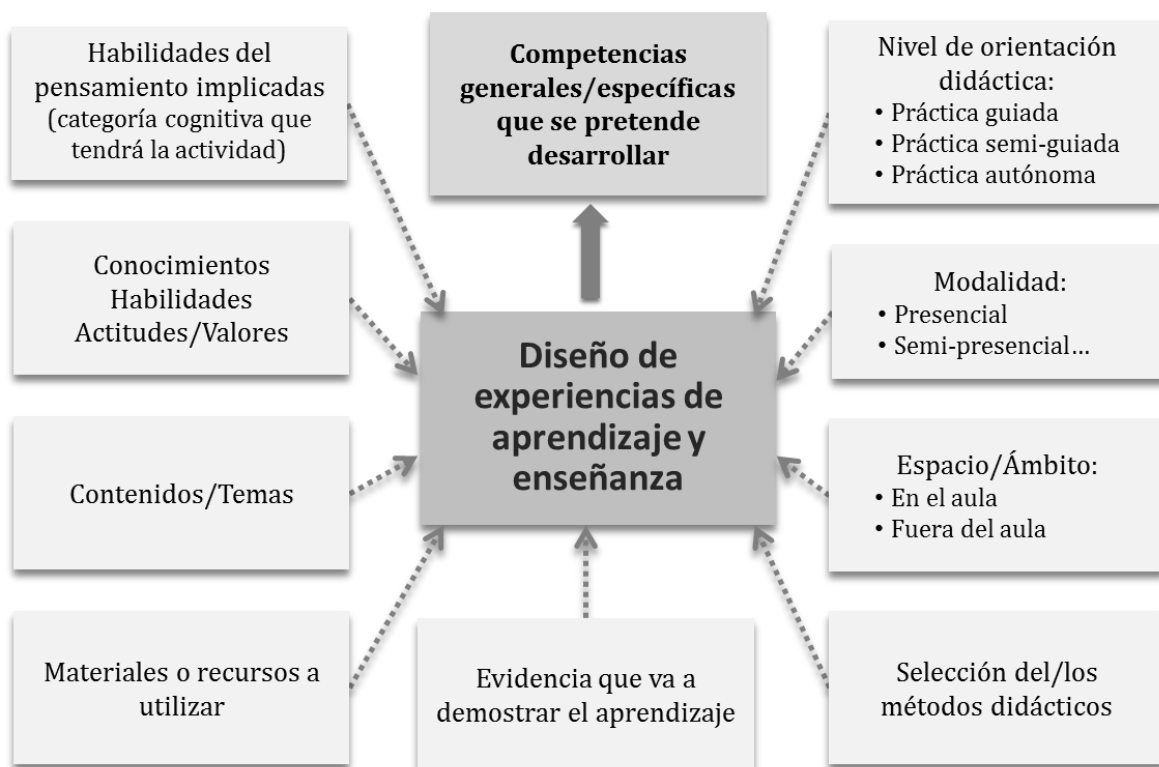 Habilidades del
pensamiento implicadas
(categoría cognitiva que
tendrá la actividad)
Competencias
generales/específicas
que se pretende
desarrollar
Nivel de orientación
didáctica:
• Práctica guiada
• Práctica semi-guiada
• Práctica autónoma
Conocimientos
Habilidades
Actitudes/Valores
Diseño de
experiencias de
aprendizaje y
enseñanza
Modalidad:
• Presencial
• Semi-presencial...
Contenidos/Temas
Espacio/Ámbito:
• En el aula
• Fuera del aula
Materiales o recursos a
utilizar
Evidencia que va a
demostrar el aprendizaje
Selección del/los
métodos didácticos